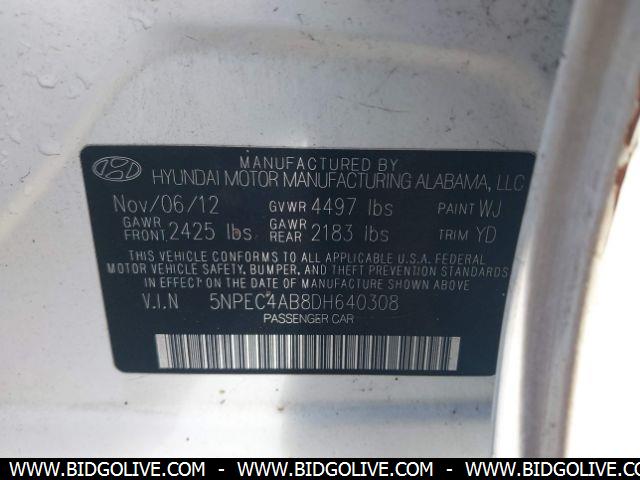 MANUFACTURED BY
HYUNDAI MOTOR MANUFACTURING ALABAMA, LLC
Nov/06/12 GVWR 4497 lbs PAINT WJ
GAWR FRONT 2425 lbs GAWR REAR 2183 lbs TRIM YD
THIS VEHICLE CONFORMS TO ALL APPLICABLE U.S.A. FEDERAL
MOTOR VEHICLE SAFETY, BUMPER, AND THEFT STANDARDS
IN EFFECT ON THE DATE OF MANUFACTURE SHOWN ABOVE.
V.I.N 5NPEC4AB8DH640308
PASSENGER CAR
WWW.BIDGOLIVE.COM - WWW.BIDGOLIVE.COM - WWW.BIDGOLIVE.COM